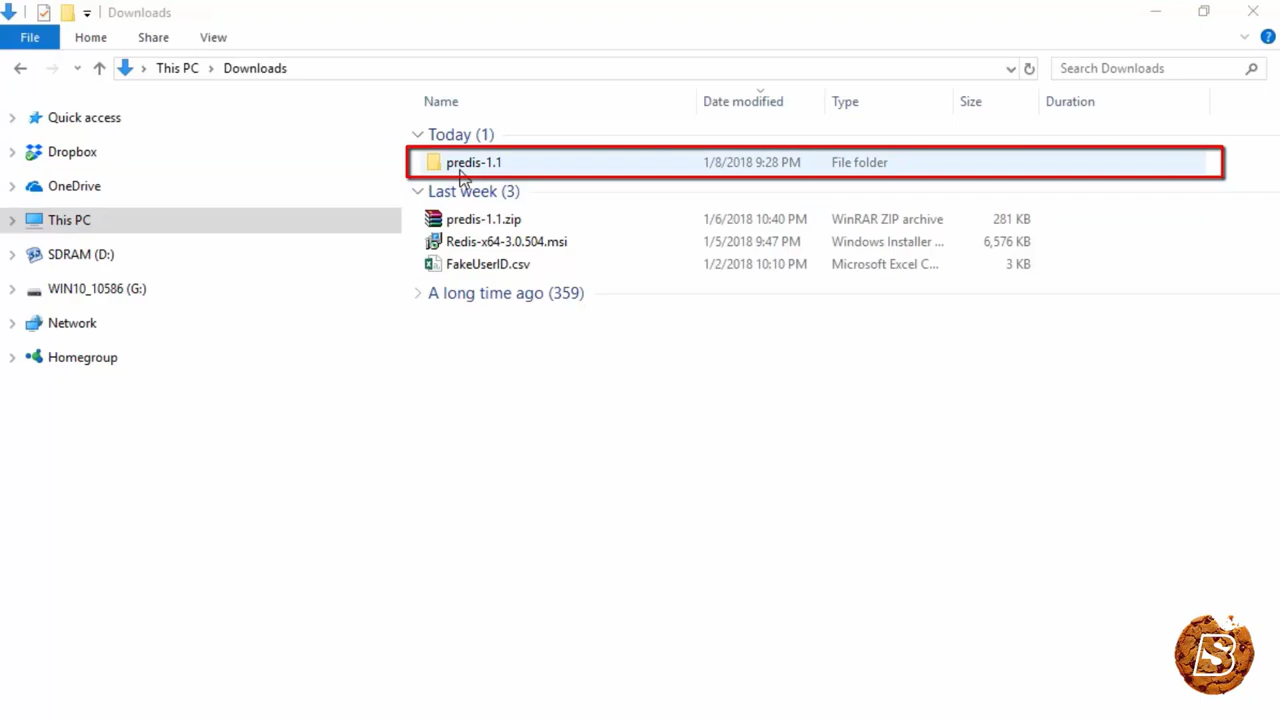 Downloads
File Home Share View
This PC Downloads Search Downloads
Name Date modified Type Size Duration
Quick access
Dropbox
OneDrive
This PC
SDRAM (D:)
WIN10_10586 (G:)
Network
Homegroup
Today (1)
predis-1.1 1/8/2018 9:28 PM File folder
Last week (3)
predis-1.1.zip 1/6/2018 10:40 PM WinRAR ZIP archive 281 KB
Redis-x64-3.0.504.msi 1/5/2018 9:47 PM Windows Installer ... 6,576 KB
FakeUserID.csv 1/2/2018 10:10 PM Microsoft Excel C... 3 KB
A long time ago (359)